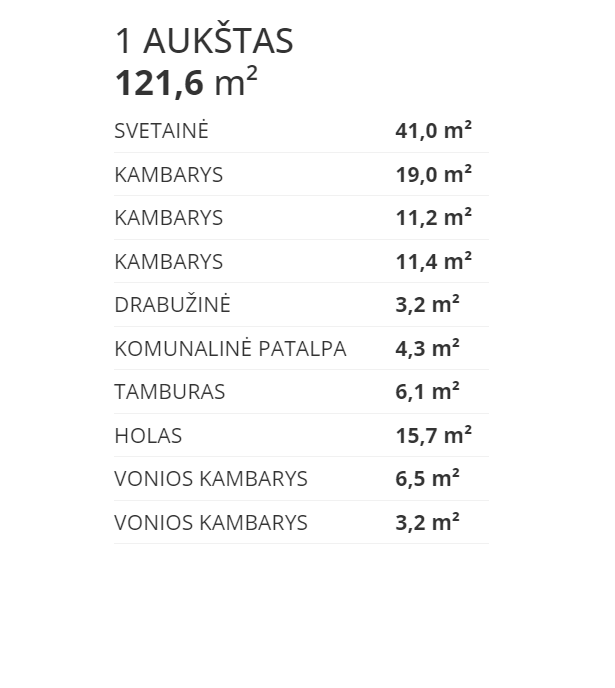 1 AUKŠTAS
121,6 m²
SVETAINĖ 41,0 m²
KAMBARYS 19,0 m²
KAMBARYS 11,2 m²
KAMBARYS 11,4 m²
DRABUŽINĖ 3,2 m²
KOMUNALINĖ PATALPA 4,3 m²
TAMBURAS 6,1 m²
HOLAS 15,7 m²
VONIOS KAMBARYS 6,5 m²
VONIOS KAMBARYS 3,2 m²